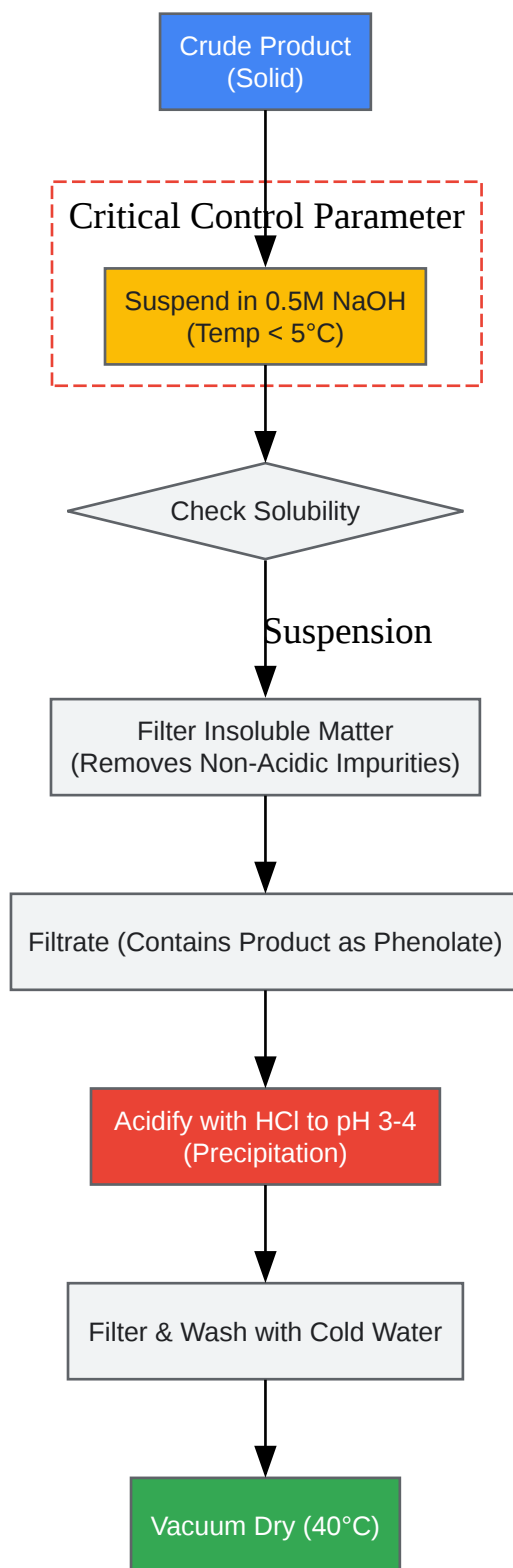 Crude Product
(Solid)
Critical Control Parameter
Suspend in 0.5M NaOH
(Temp < 5°C)
Check Solubility
Suspension
Filter Insoluble Matter
(Removes Non-Acidic Impurities)
Filtrate (Contains Product as Phenolate)
Acidify with HCl to pH 3-4
(Precipitation)
Filter & Wash with Cold Water
Vacuum Dry (40°C)